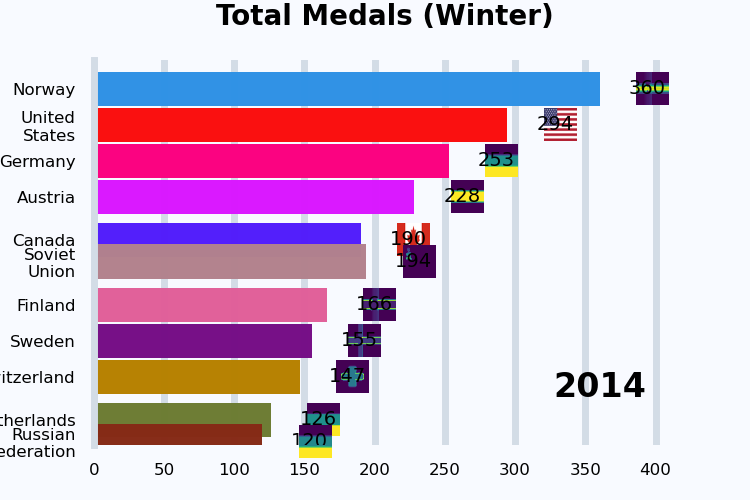 Total Medals (Winter)
Norway 360
United
States 294
Germany 253
Austria 228
Canada 190
Soviet
Union 194
Finland 166
Sweden 155
itzerland 147
2014
therlands 126
Russian
ederation 120
0 50 100 150 200 250 300 350 400